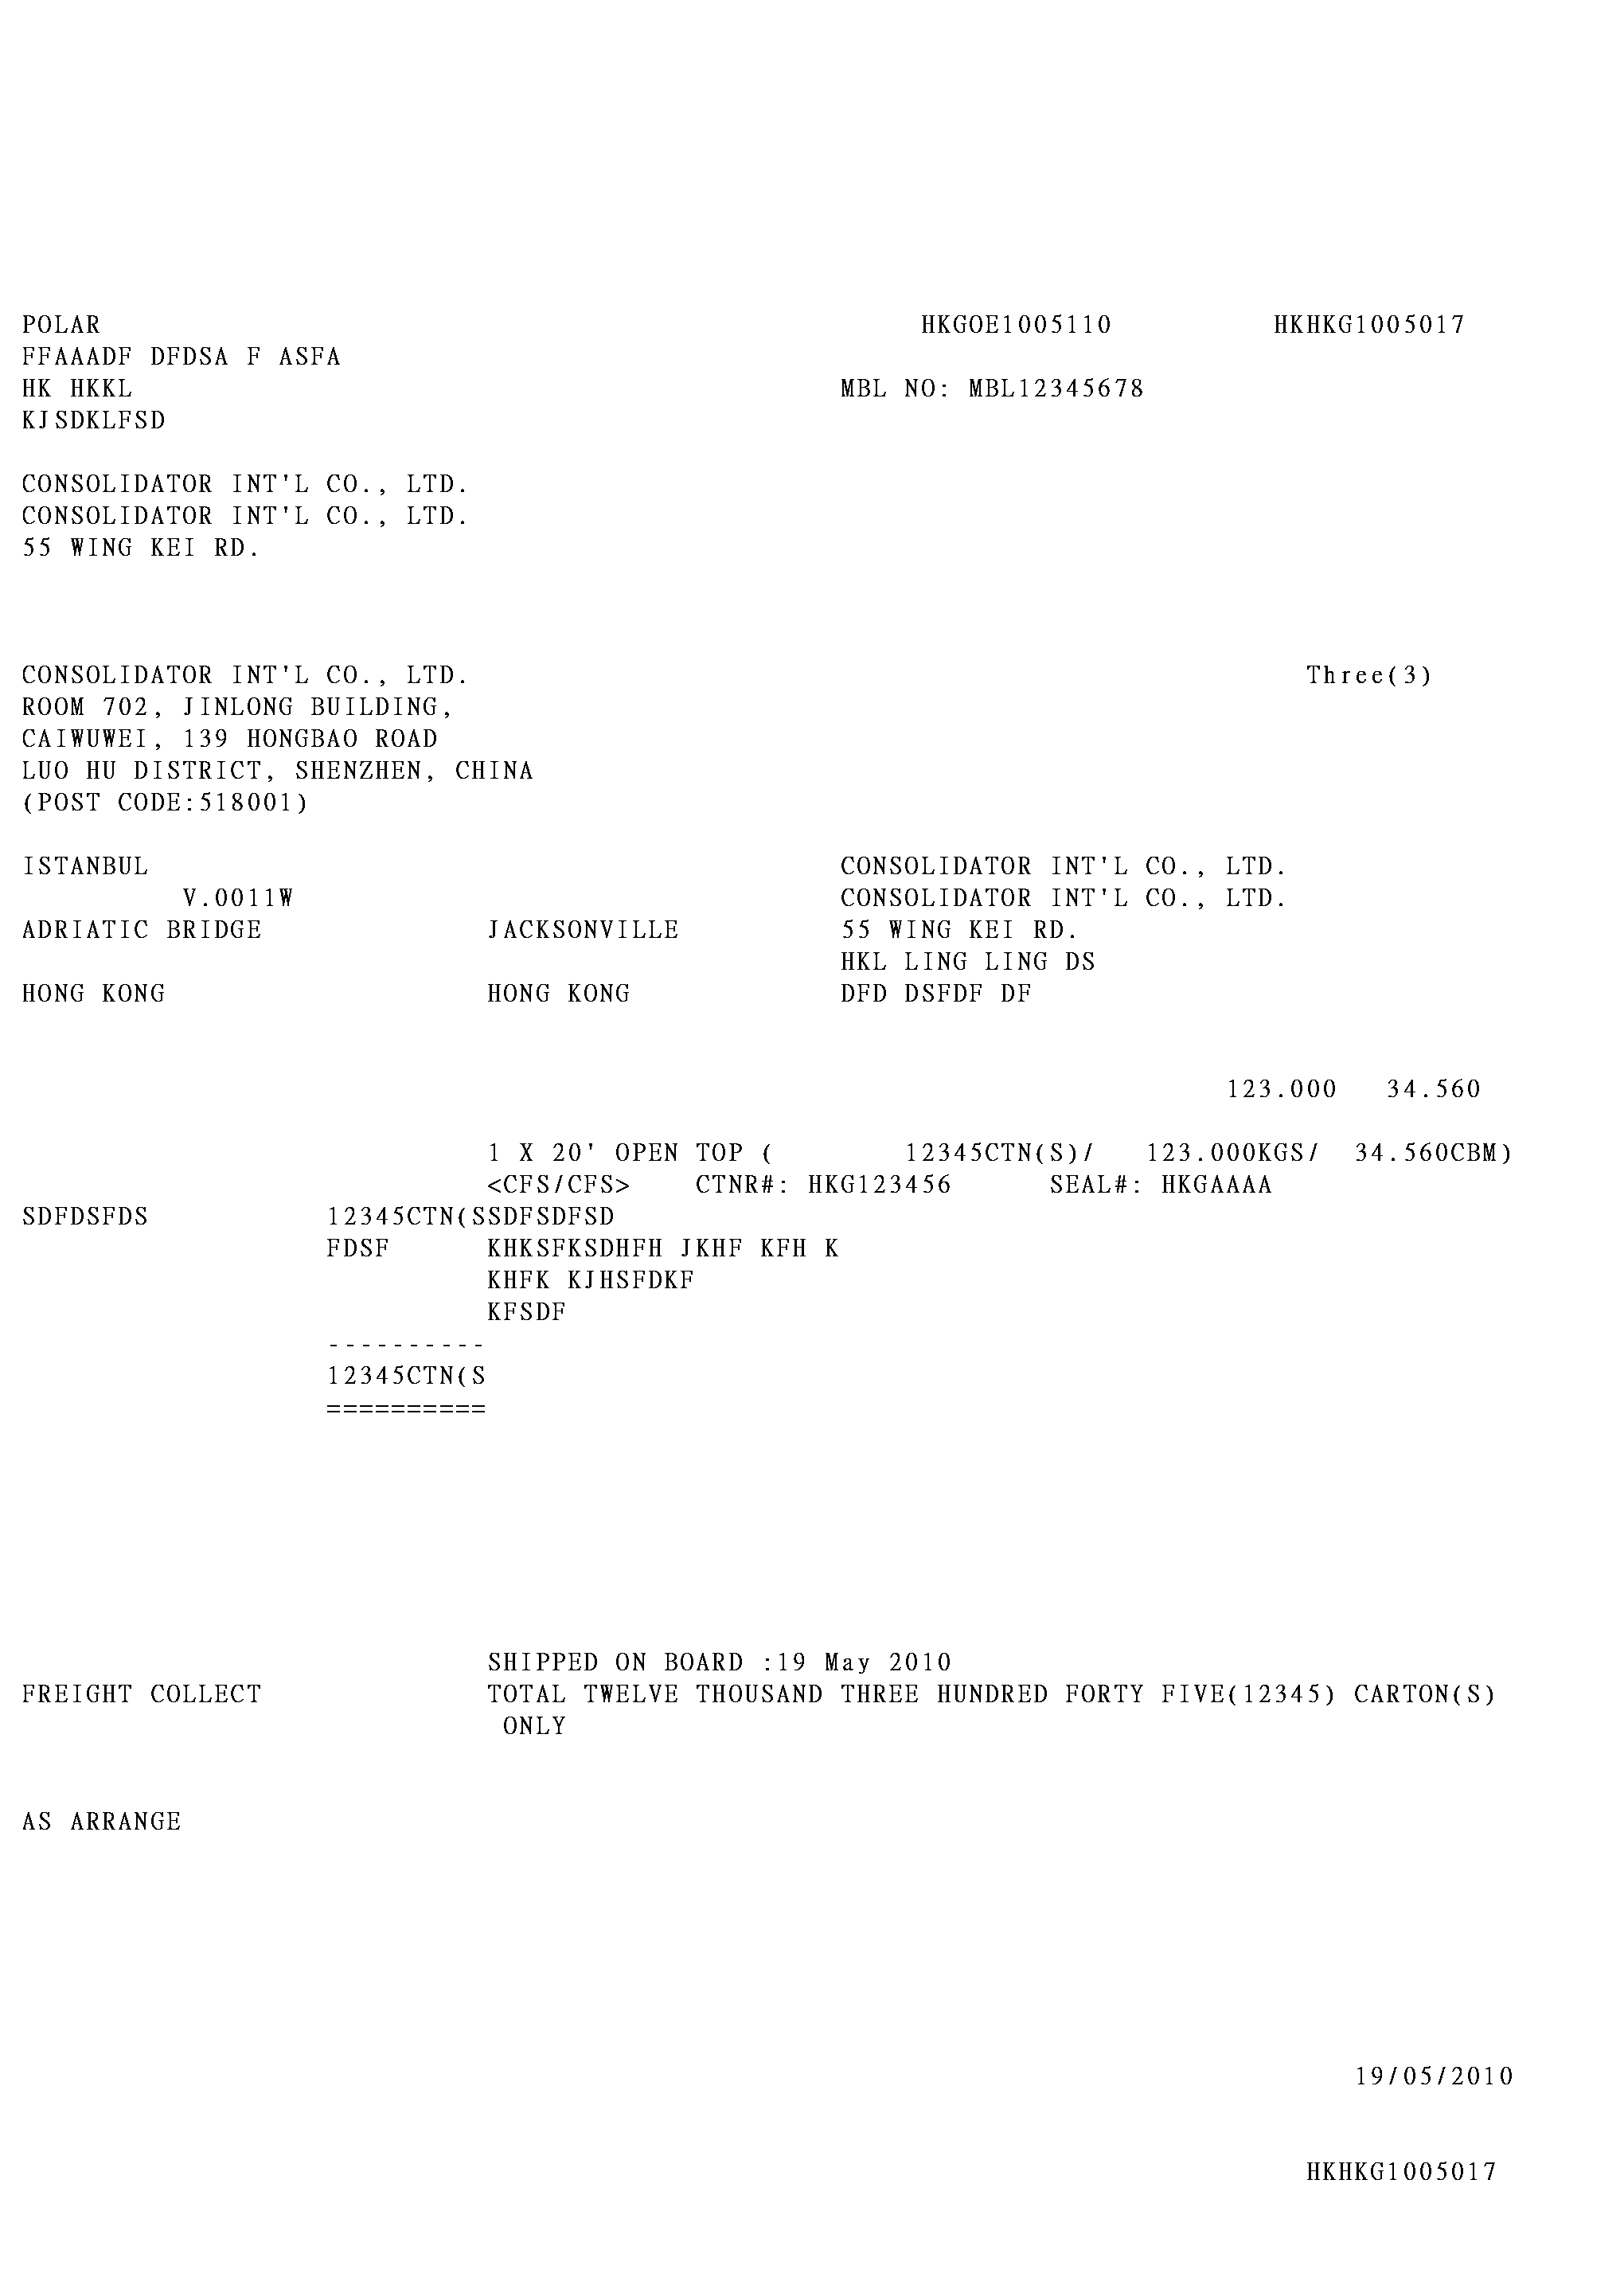 POLAR HKGOE1005110 HKHKG1005017
FFAAADF DFDSA F ASFA
HK HKKL MBL NO: MBL12345678
KJSDKLFSD
CONSOLIDATOR INT'L CO., LTD.
CONSOLIDATOR INT'L CO., LTD.
55 WING KEI RD.
CONSOLIDATOR INT'L CO., LTD. Three(3)
ROOM 702, JINLONG BUILDING,
CAIWUWEI, 139 HONGBAO ROAD
LUO HU DISTRICT, SHENZHEN, CHINA
(POST CODE:518001)
ISTANBUL CONSOLIDATOR INT'L CO., LTD.
V.0011W CONSOLIDATOR INT'L CO., LTD.
ADRIATIC BRIDGE JACKSONVILLE 55 WING KEI RD.
HKL LING LING DS
HONG KONG HONG KONG DFD DSFDF DF
123.000 34.560
1 X 20' OPEN TOP ( 12345CTN(S)/ 123.000KGS/ 34.560CBM)
<CFS/CFS> CTNR#: HKG123456 SEAL#: HKGAAAA
SDFDSFDS 12345CTN(SSDFSDFSD
FDSF KHKSFKSDHFH JKHF KFH K
KHFK KJHSFDKF
KFSDF
----------
12345CTN(S
==========
SHIPPED ON BOARD :19 May 2010
FREIGHT COLLECT TOTAL TWELVE THOUSAND THREE HUNDRED FORTY FIVE(12345) CARTON(S)
ONLY
AS ARRANGE
19/05/2010
HKHKG1005017